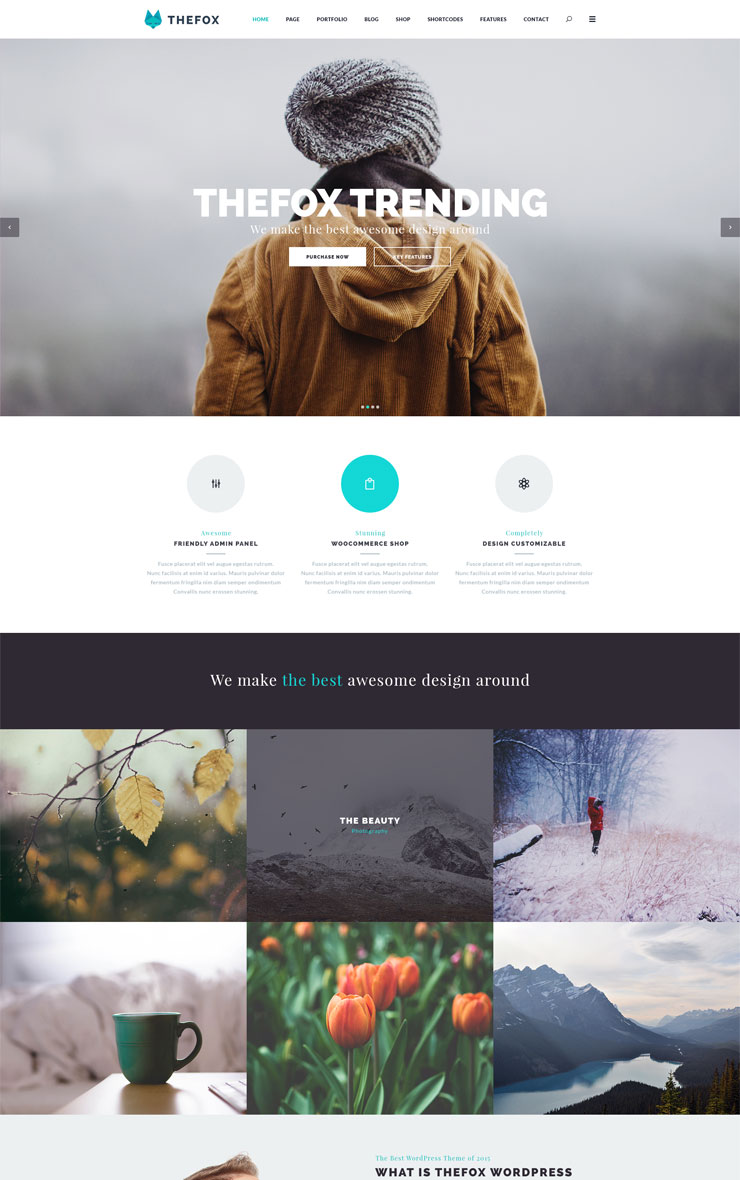 THEFOX
HOME PAGE PORTFOLIO BLOG SHOP SHORTCODES FEATURES CONTACT
THEFOX TRENDING
We make the best awesome design around
PURCHASE NOW KEY FEATURES
Awesome
FRIENDLY ADMIN PANEL
Fusce placerat elit vel augue egestas rutrum.
Nunc facilisis at enim id varius. Mauris pulvinar dolor
fermentum fringilla nim diam semper ondimentum
Convallis nunc erossen stunning.
Stunning
WOOCOMMERCE SHOP
Fusce placerat elit vel augue egestas rutrum.
Nunc facilisis at enim id varius. Mauris pulvinar dolor
fermentum fringilla nim diam semper ondimentum
Convallis nunc erossen stunning.
Completely
DESIGN CUSTOMIZABLE
Fusce placerat elit vel augue egestas rutrum.
Nunc facilisis at enim id varius. Mauris pulvinar dolor
fermentum fringilla nim diam semper ondimentum
Convallis nunc erossen stunning.
We make the best awesome design around
THE BEAUTY
Photography
The Best WordPress Theme of 2015
WHAT IS THEFOX WORDPRESS